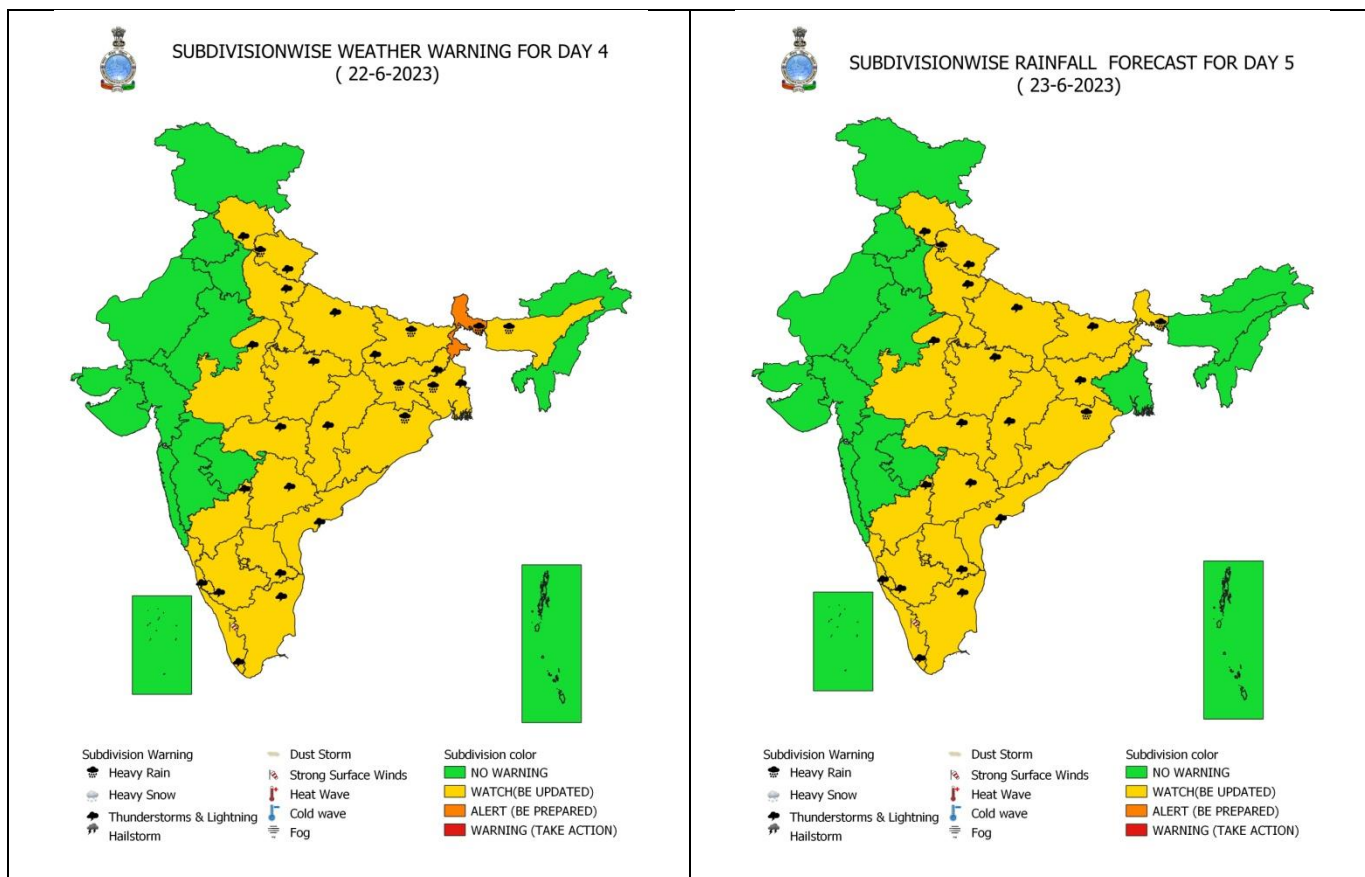 SUBDIVISIONWISE WEATHER WARNING FOR DAY 4
( 22-6-2023)
Subdivision Warning
Heavy Rain
Heavy Snow
Thunderstorms & Lightning
Hailstorm
Dust Storm
Strong Surface Winds
Heat Wave
Cold wave
Fog
Subdivision color
NO WARNING
WATCH(BE UPDATED)
ALERT (BE PREPARED)
WARNING (TAKE ACTION)
SUBDIVISIONWISE RAINFALL FORECAST FOR DAY 5
( 23-6-2023)
Subdivision Warning
Heavy Rain
Heavy Snow
Thunderstorms & Lightning
Hailstorm
Dust Storm
Strong Surface Winds
Heat Wave
Cold wave
Fog
Subdivision color
NO WARNING
WATCH(BE UPDATED)
ALERT (BE PREPARED)
WARNING (TAKE ACTION)